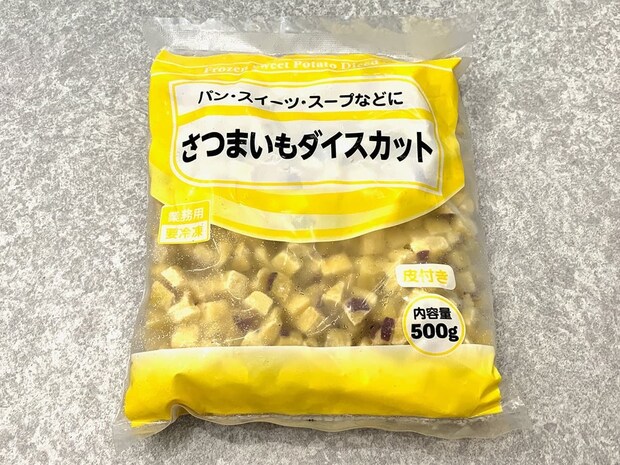 Frozen Sweet Potato Diced
パン・スイーツ・スープなどに
さつまいもダイスカット
業務用
要冷凍
皮付き
内容量
500g